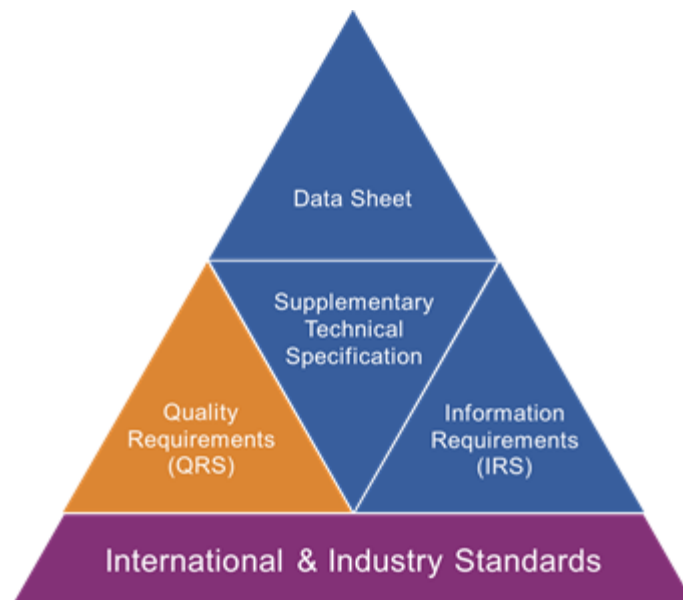 Data Sheet
Supplementary
Technical
Specification
Quality
Requirements
(QRS)
Information
Requirements
(IRS)
International & Industry Standards